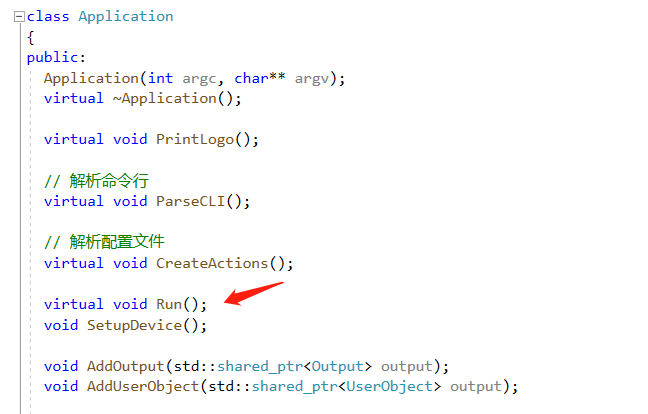 class Application
{
public:
Application(int argc, char** argv);
virtual ~Application();
virtual void PrintLogo();
// 解析命令行
virtual void ParseCLI();
// 解析配置文件
virtual void CreateActions();
virtual void Run();
void SetupDevice();
void AddOutput(std::shared_ptr<Output> output);
void AddUserObject(std::shared_ptr<UserObject> output);